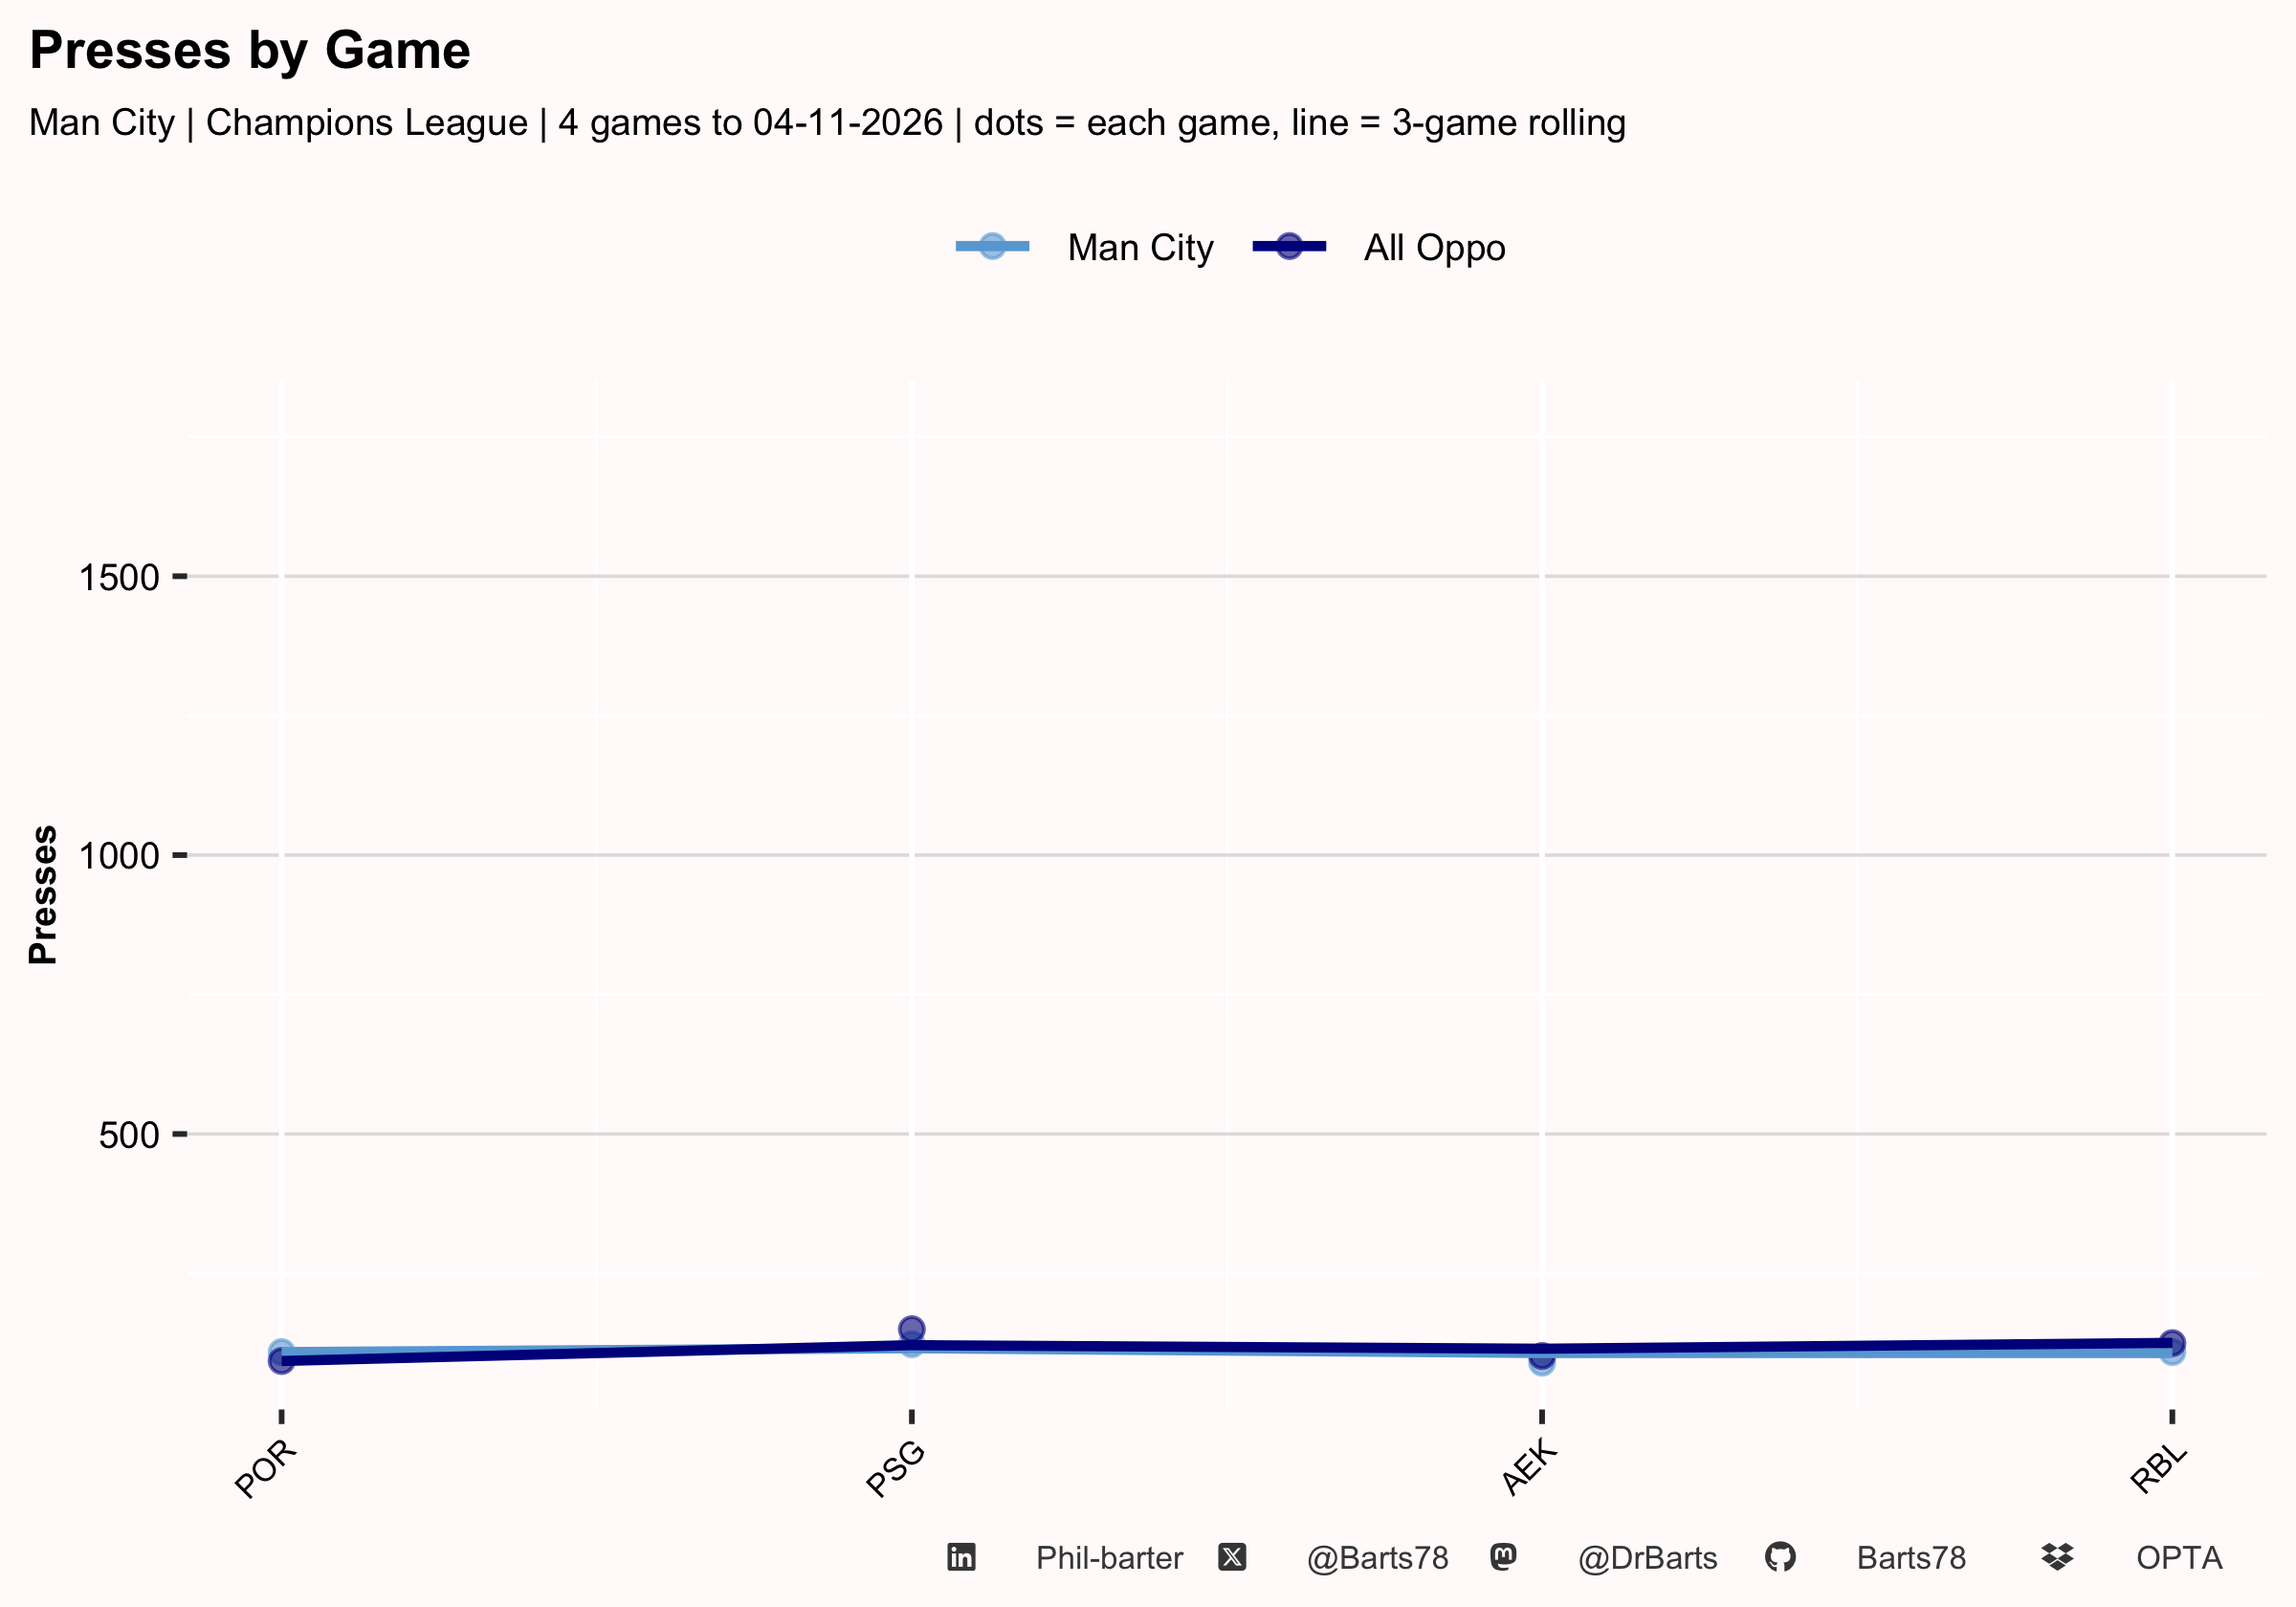 Presses by Game
Man City | Champions League | 4 games to 04-11-2026 | dots = each game, line = 3-game rolling
Man City All Oppo
1500
1000
500
Presses
POR PSG AEK RBL
Phil-barter @Barts78 @DrBarts Barts78 OPTA